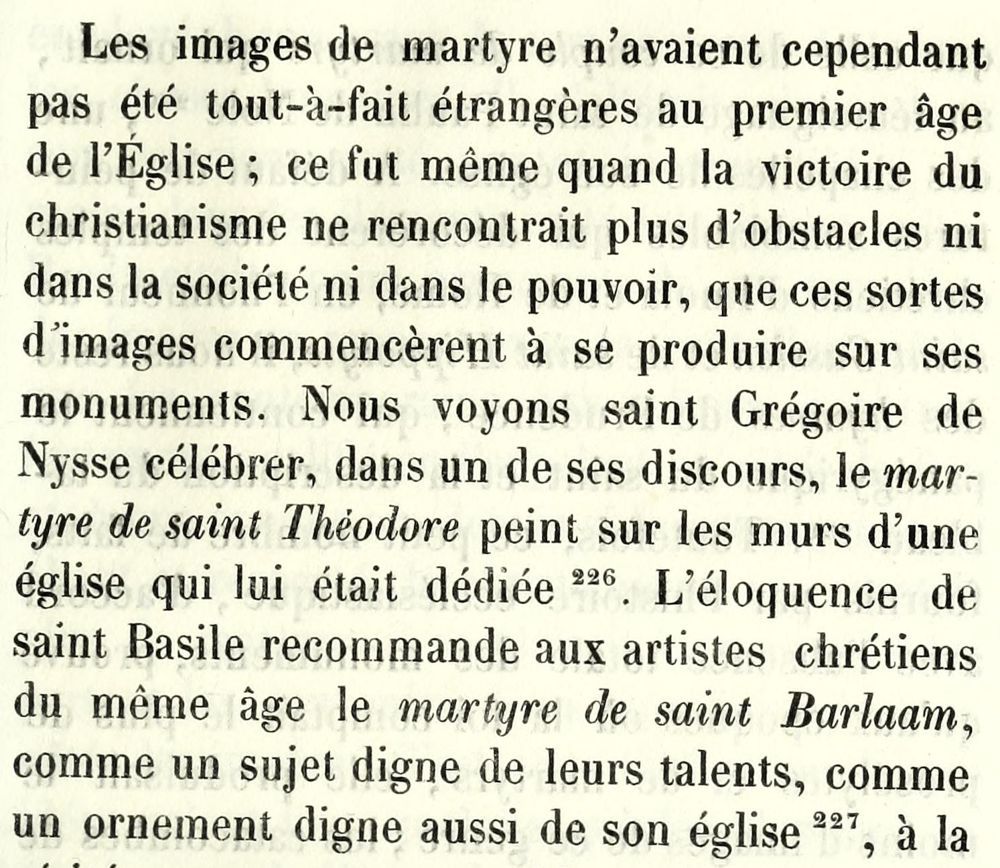 Les images de martyre n'avaient cependant
pas été tout-à-fait étrangères au premier âge
de l'Église ; ce fut même quand la victoire du
christianisme ne rencontrait plus d'obstacles ni
dans la société ni dans le pouvoir, que ces sortes
d'images commencèrent à se produire sur ses
monuments. Nous voyons saint Grégoire de
Nysse célébrer, dans un de ses discours, le mar-
tyre de saint Théodore peint sur les murs d'une
église qui lui était dédiée ²²⁶. L'éloquence de
saint Basile recommande aux artistes chrétiens
du même âge le martyre de saint Barlaam,
comme un sujet digne de leurs talents, comme
un ornement digne aussi de son église ²²⁷, à la